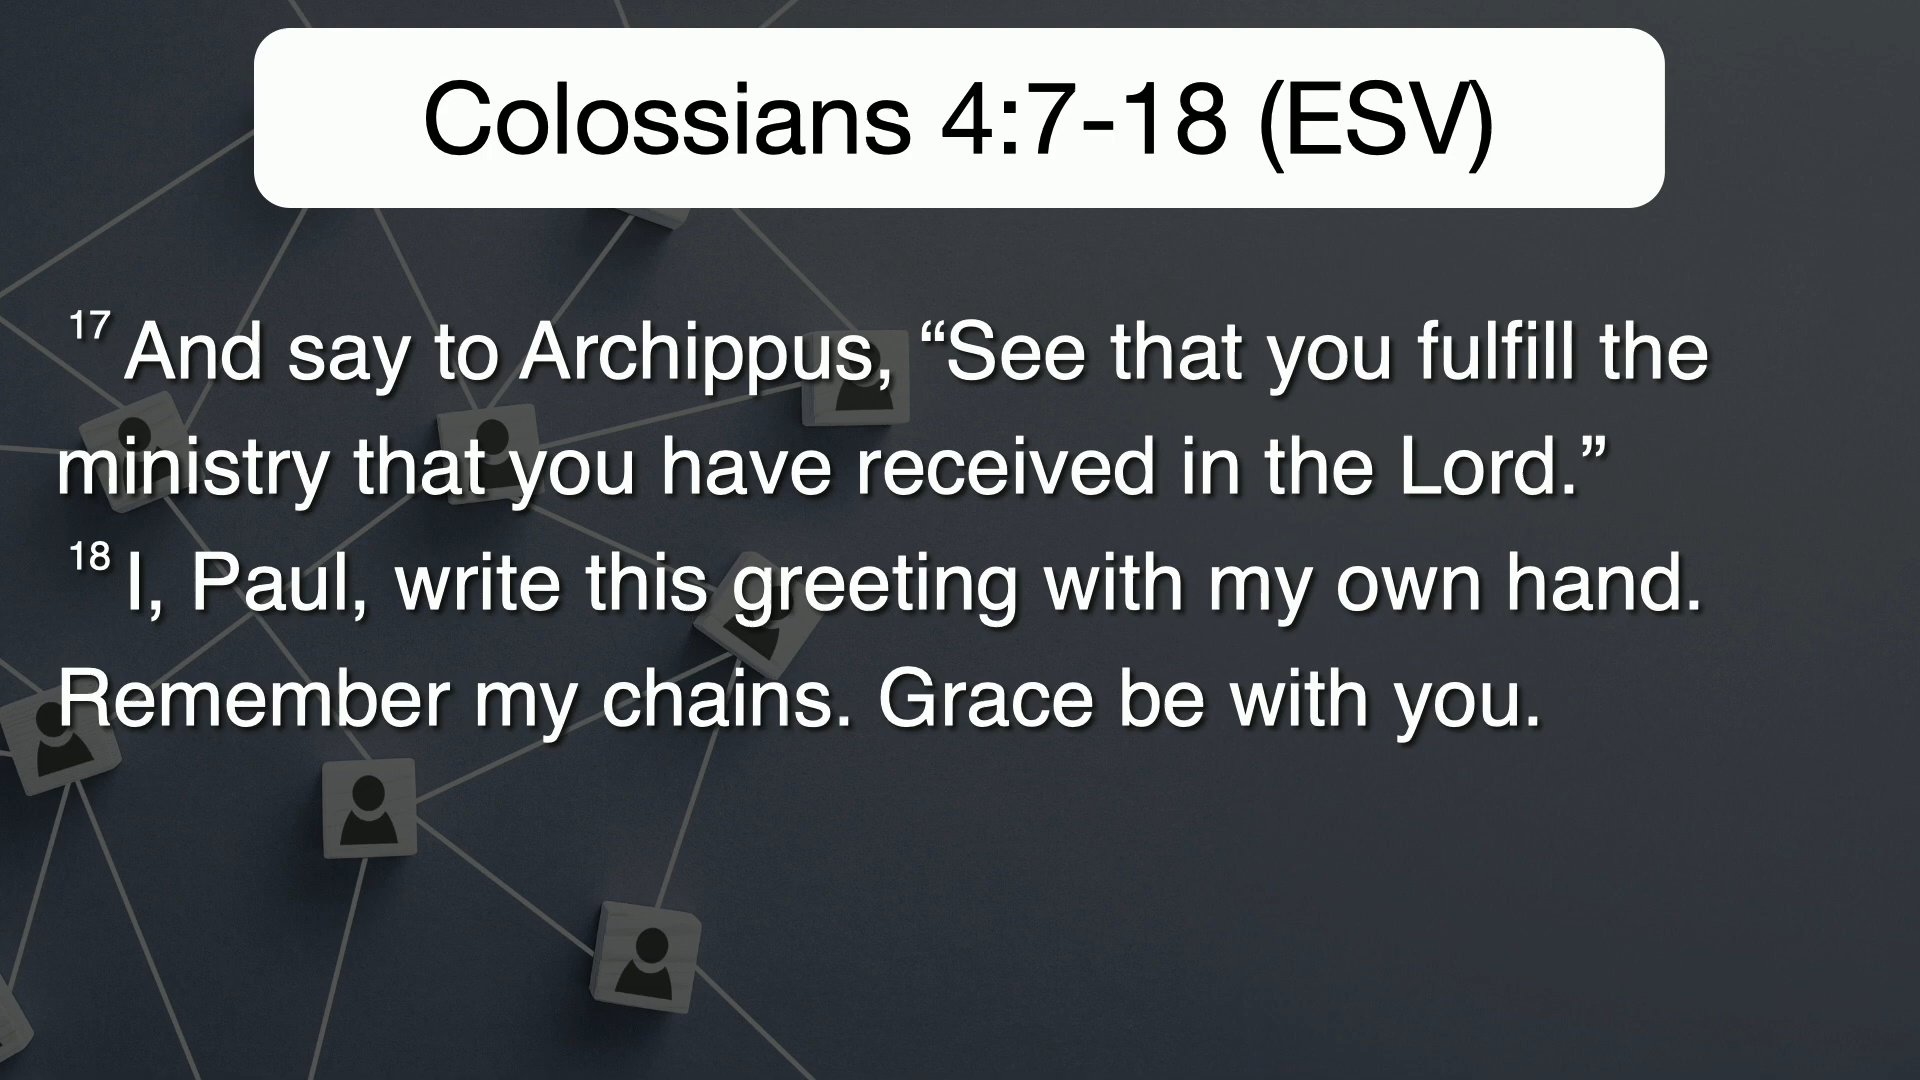 Colossians 4:7-18 (ESV)
17 And say to Archippus, “See that you fulfill the
ministry that you have received in the Lord.”
18 I, Paul, write this greeting with my own hand.
Remember my chains. Grace be with you.